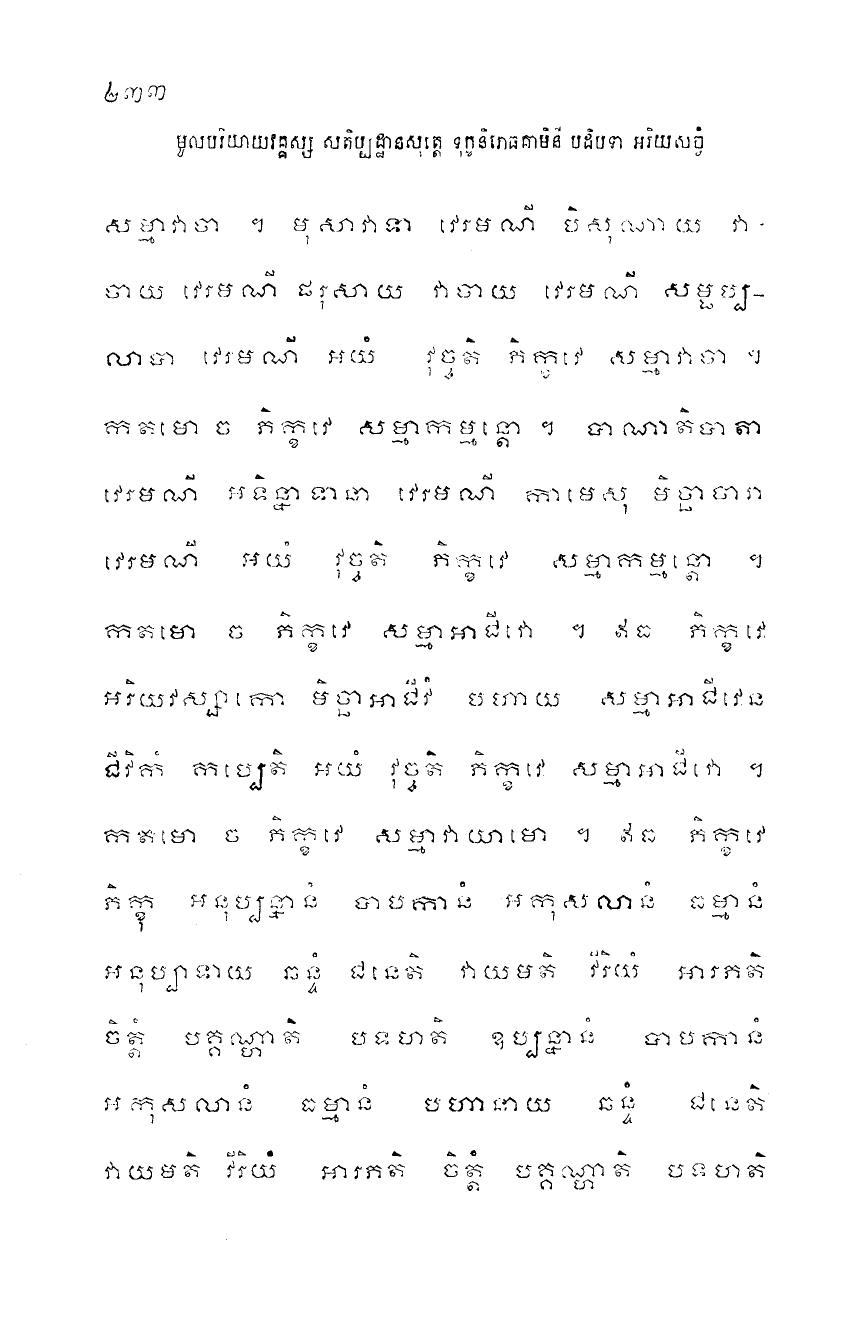 ២៣៣
មូលបរិយាយវគ្គស្ស សតិប្បដ្ឋានសុត្តេ ទុក្ខនិរោធគាមិនី បដិបទា អរិយសច្ចំ
សម្មាវាចា ។ មុសាវាទា វេរមណី បិសុណាយ វា-
ចាយ វេរមណី ផរុសាយ វាចាយ វេរមណី សម្ផប្ប-
លាបា វេរមណី អយំ វុច្ចតិ ភិក្ខវេ សម្មាវាចា ។
កតមោ ច ភិក្ខវេ សម្មាកម្មន្តោ ។ បាណាតិបាតា
វេរមណី អទិន្នាទានា វេរមណី កាមេសុ មិច្ឆាចារា
វេរមណី អយំ វុច្ចតិ ភិក្ខវេ សម្មាកម្មន្តោ ។
កតមោ ច ភិក្ខវេ សម្មាអាជីវោ ។ ឥធ ភិក្ខវេ
អរិយវស្សាកោ មិច្ឆាអាជីវំ បហាយ សម្មាអាជីវេន
ជីវិកំ កប្បេតិ អយំ វុច្ចតិ ភិក្ខវេ សម្មាអាជីវោ ។
កតមោ ច ភិក្ខវេ សម្មាវាយាមោ ។ ឥធ ភិក្ខវេ
ភិក្ខុ អនុប្បន្នានំ បាបកានំ អកុសលានំ ធម្មានំ
អនុប្បាទាយ ឆន្ទំ ជនេតិ វាយមតិ វីរិយំ អារភតិ
ចិត្តំ បគ្គណ្ហាតិ បទហតិ ឧប្បន្នានំ បាបកានំ
អកុសលានំ ធម្មានំ បហានាយ ឆន្ទំ ជនេតិ
វាយមតិ វីរិយំ អារភតិ ចិត្តំ បគ្គណ្ហាតិ បទហតិ